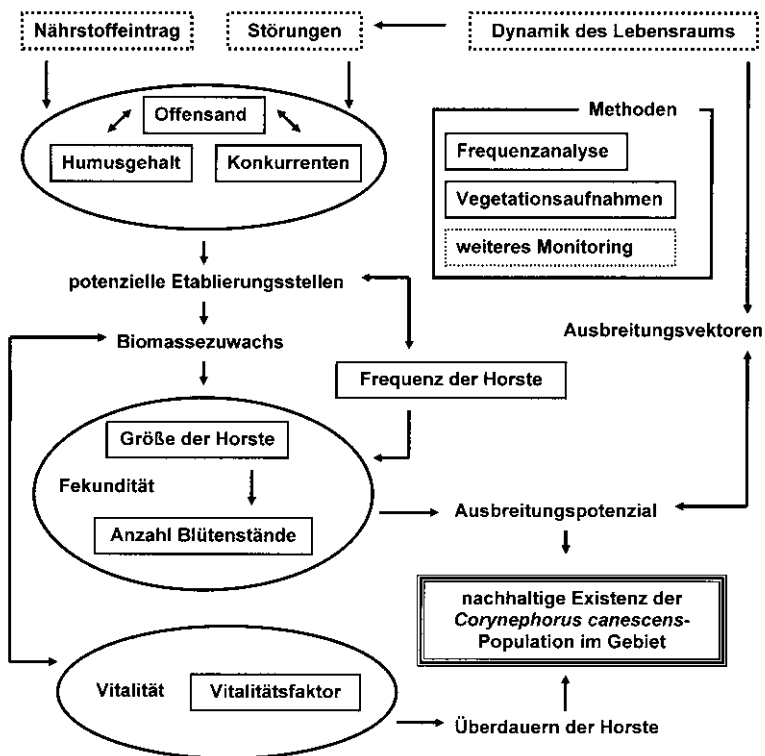 Nährstoffeintrag
Störungen
Dynamik des Lebensraums
Offensand
Humusgehalt
Konkurrenten
Methoden
Frequenzanalyse
Vegetationsaufnahmen
weiteres Monitoring
potenzielle Etablierungsstellen
Biomassezuwachs
Ausbreitungsvektoren
Frequenz der Horste
Größe der Horste
Fekundität
Anzahl Blütenstände
Ausbreitungspotenzial
nachhaltige Existenz der
Corynephorus canescens-
Population im Gebiet
Vitalität
Vitalitätsfaktor
Überdauern der Horste